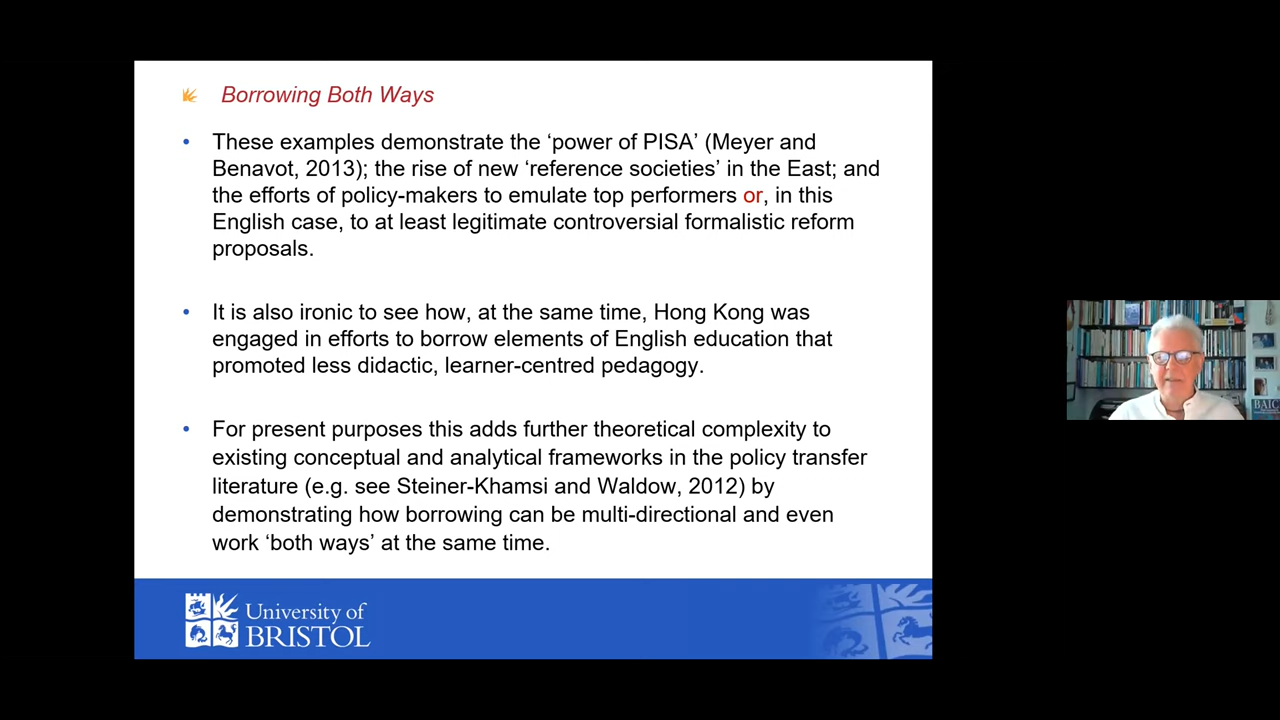 Borrowing Both Ways
• These examples demonstrate the ‘power of PISA’ (Meyer and
Benavot, 2013); the rise of new ‘reference societies’ in the East; and
the efforts of policy-makers to emulate top performers or, in this
English case, to at least legitimate controversial formalistic reform
proposals.
• It is also ironic to see how, at the same time, Hong Kong was
engaged in efforts to borrow elements of English education that
promoted less didactic, learner-centred pedagogy.
• For present purposes this adds further theoretical complexity to
existing conceptual and analytical frameworks in the policy transfer
literature (e.g. see Steiner-Khamsi and Waldow, 2012) by
demonstrating how borrowing can be multi-directional and even
work ‘both ways’ at the same time.
University of
BRISTOL
BAIC